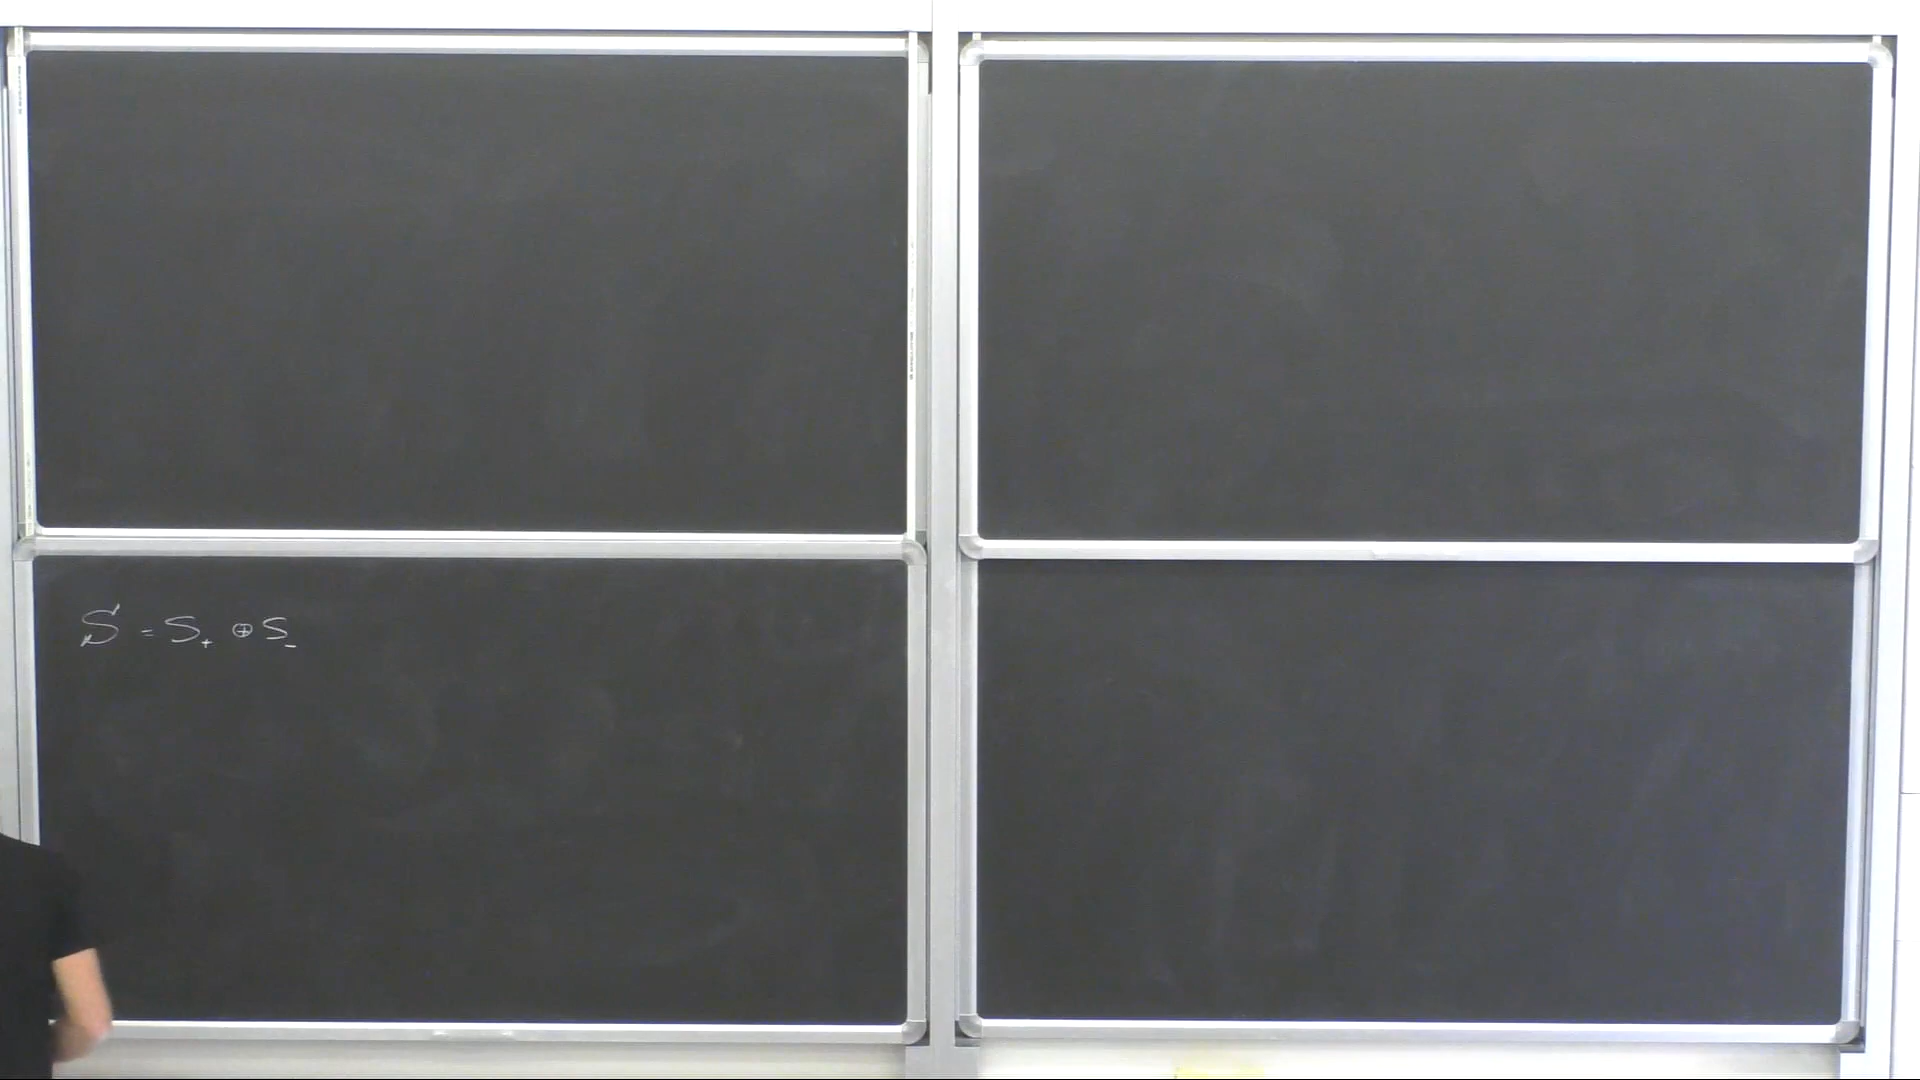 S = S₊ ⊕ S₋